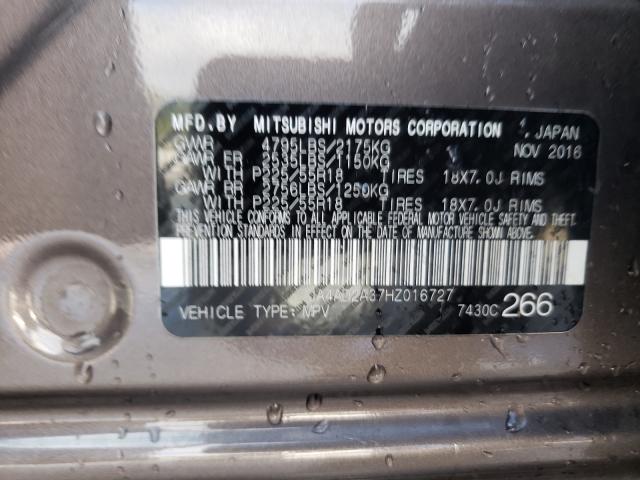 MFD.BY MITSUBISHI MOTORS CORPORATION JAPAN
GVWR 4795LBS/2175KG NOV 2016
GAWR FR 2535LBS/1150KG
WITH P225/55R18 TIRES 18X7.0J RIMS
GAWR RR 2756LBS/1250KG
WITH P225/55R18 TIRES 18X7.0J RIMS
THIS VEHICLE CONFORMS TO ALL APPLICABLE FEDERAL MOTOR VEHICLE SAFETY AND THEFT
PREVENTION STANDARDS IN EFFECT ON THE DATE OF MANUFACTURE SHOWN ABOVE.
VEHICLE TYPE: MPV 7430C 266